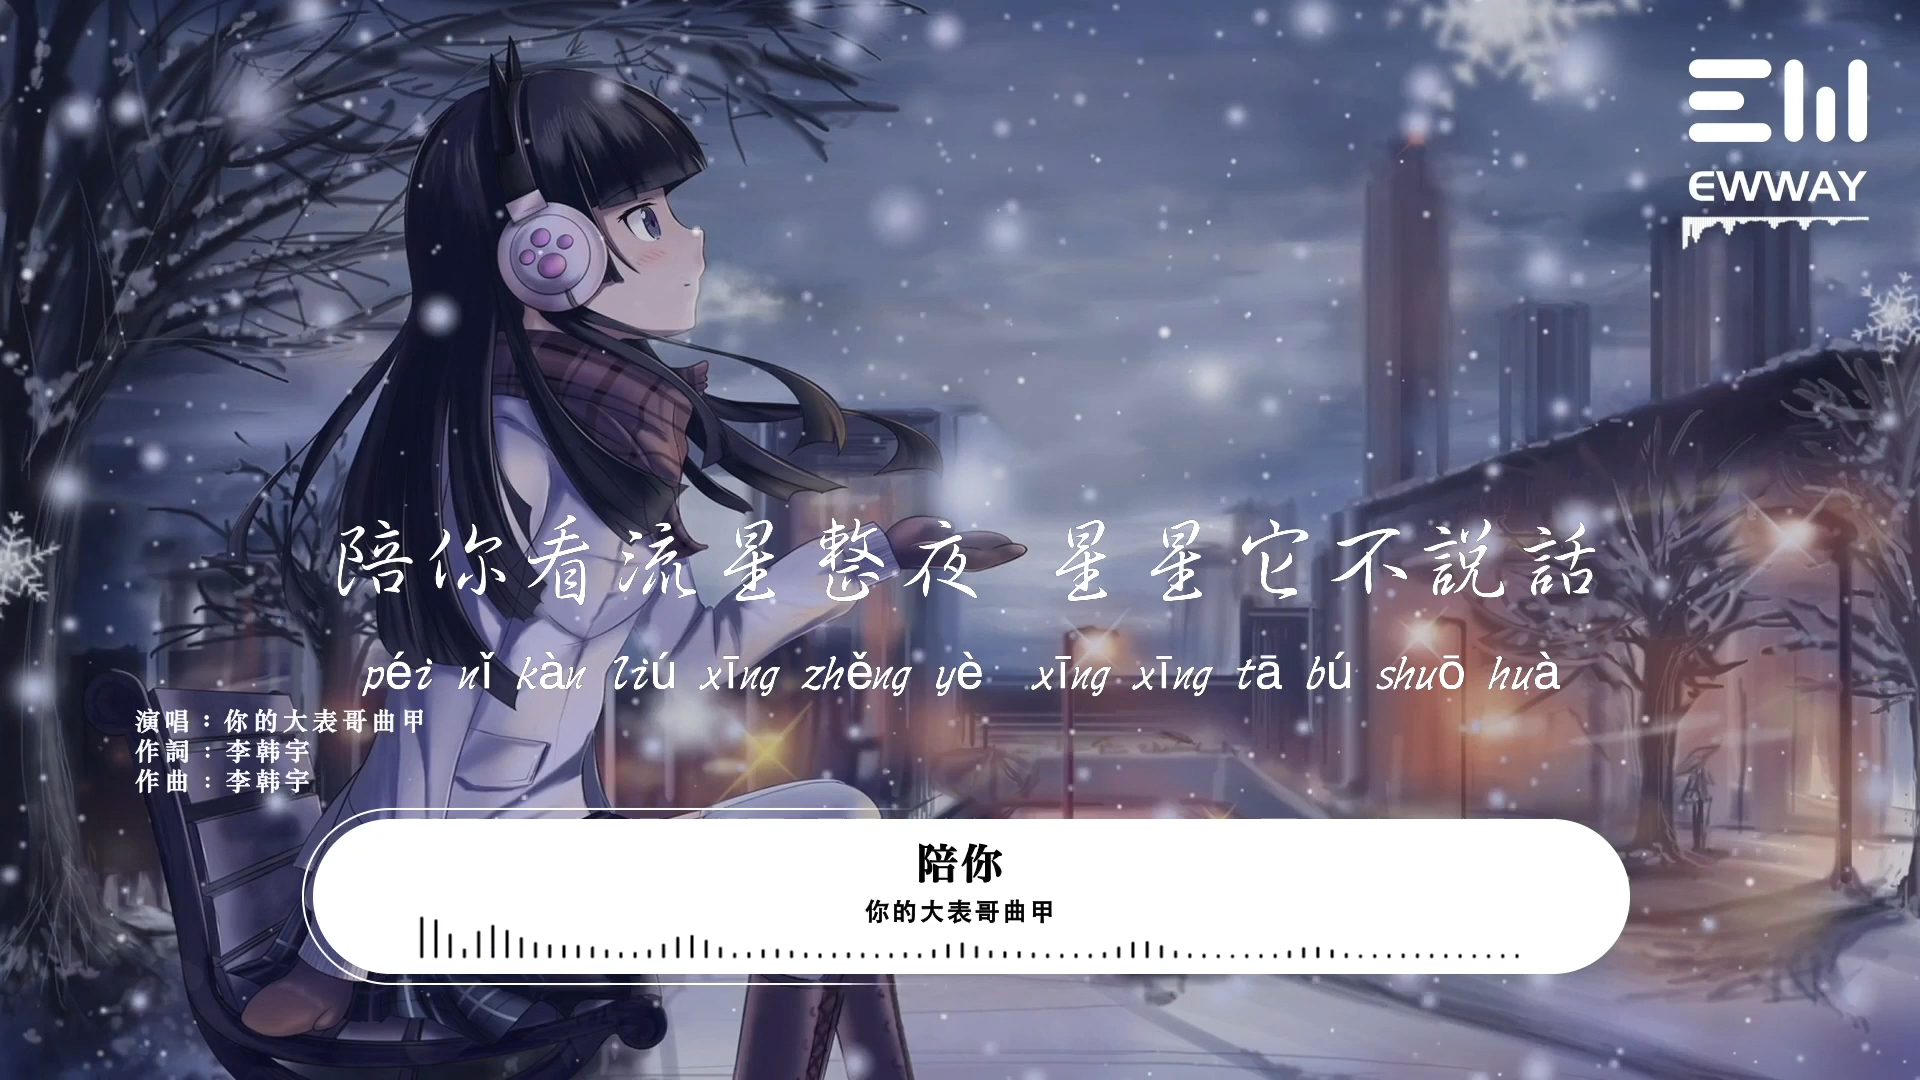 EW
EWWAY
陪你看流星整夜 星星它不説話
péi nǐ kàn liú xīng zhěng yè xīng xīng tā bú shuō huà
演唱：你的大表哥曲甲
作詞：李韩宇
作曲：李韩宇
陪你
你的大表哥曲甲